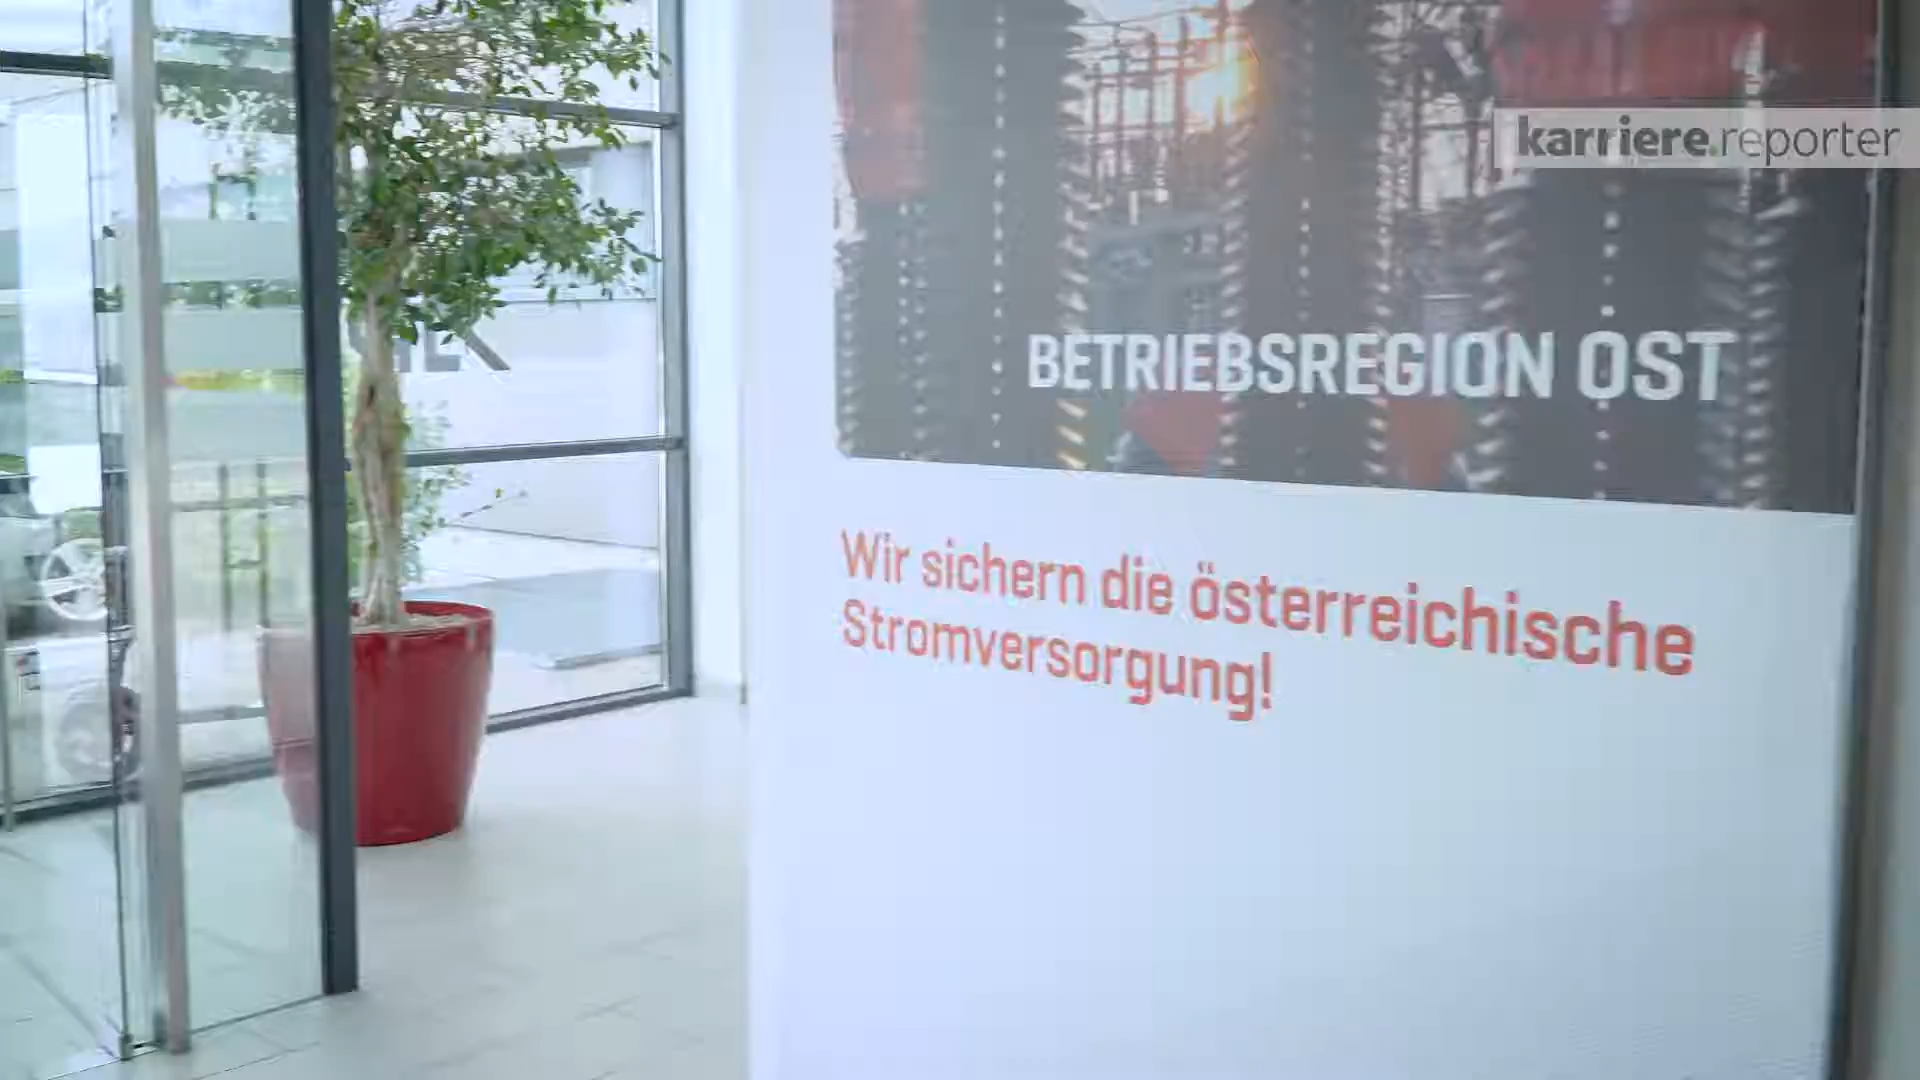 karriere.reporter
BETRIEBSREGION OST
Wir sichern die österreichische
Stromversorgung!